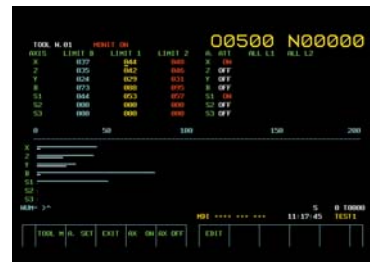 O0500 N00000
TOOL N.01 MONIT ON
AXIS LIMIT 0 LIMIT 1 LIMIT 2 A. ATT ALL L1 ALL L2
X 037 044 048 X ON
Z 035 042 046 Z OFF
Y 024 029 031 Y OFF
B 073 088 095 B OFF
S1 044 053 057 S1 ON
S2 000 000 000 S2 OFF
S3 000 000 000 S3 OFF
0 50 100 150 200
X
Z
Y
B
S1
S2
S3
NUM= >^ S 0 T0000
MDI **** *** *** 11:17:45 TEST1
TOOL N A. SET EXIT AX ON AX OFF EDIT